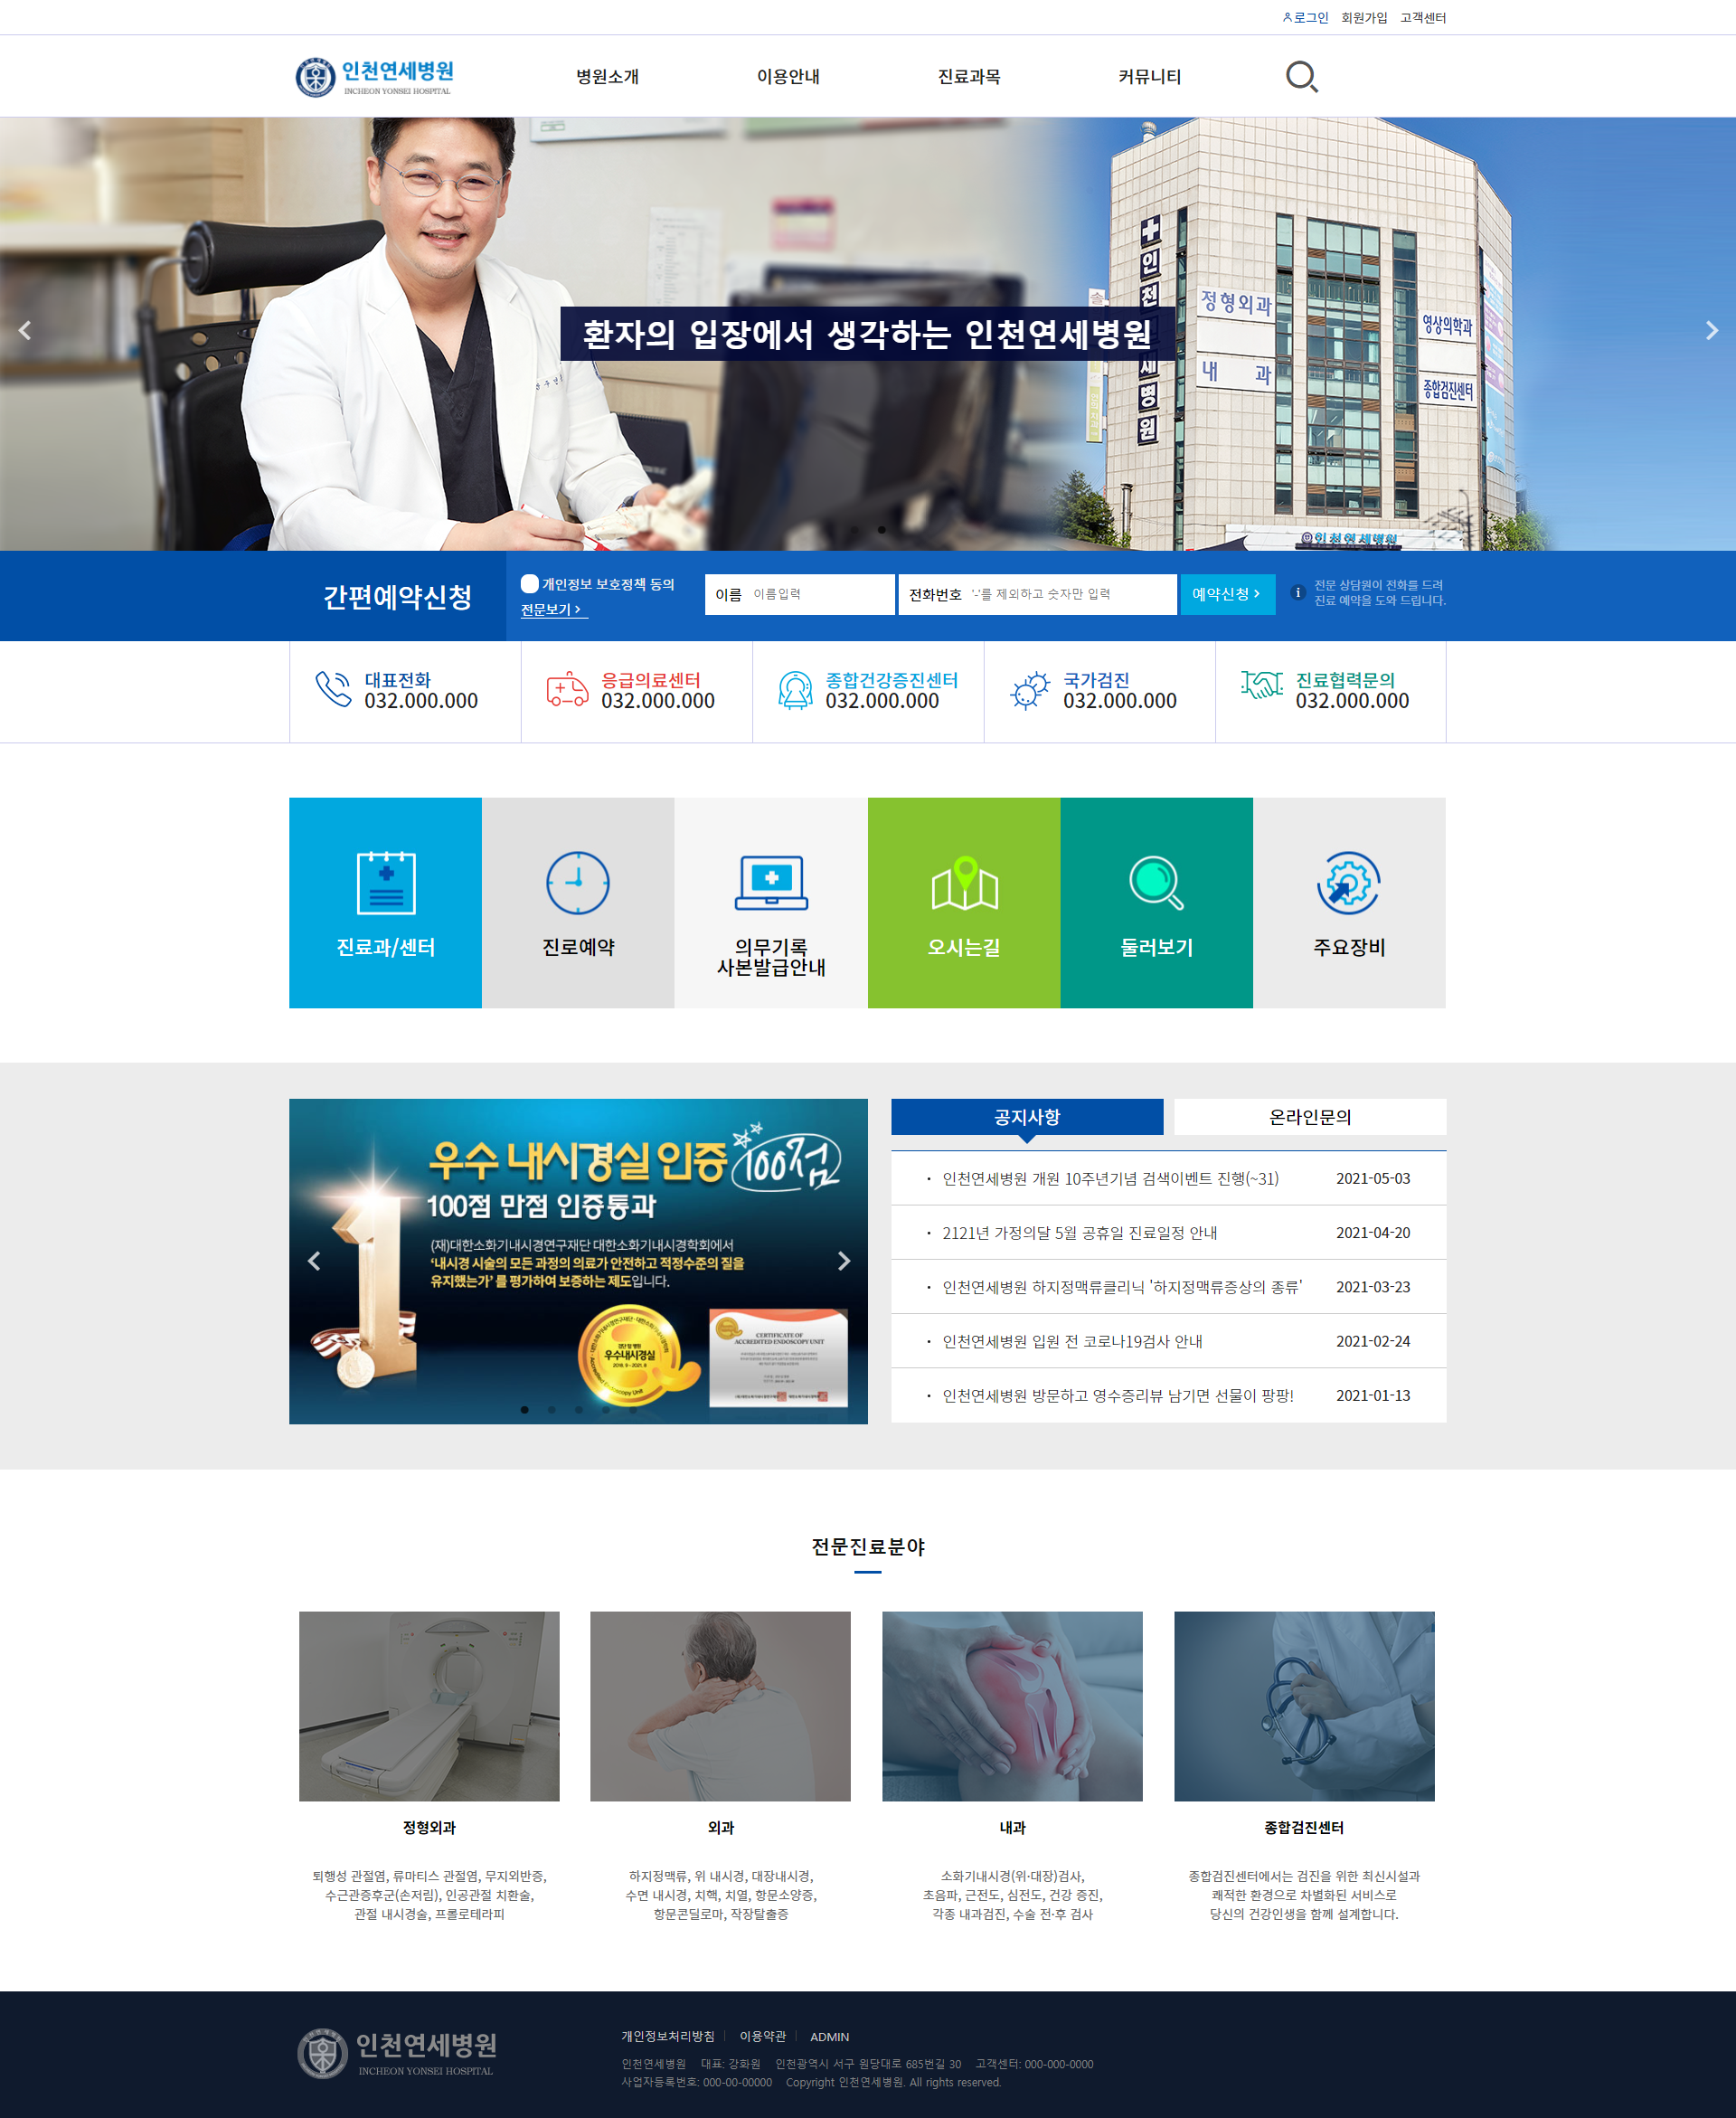 로그인 회원가입 고객센터
인천연세병원
INCHEON YONSEI HOSPITAL
병원소개 이용안내 진료과목 커뮤니티
정형외과
영상의학과
내 과
종합검진센터
인천연세병원
환자의 입장에서 생각하는 인천연세병원
인천연세병원
간편예약신청
개인정보 보호정책 동의
전문보기 >
이름 이름입력
전화번호 '-'를 제외하고 숫자만 입력
예약신청 >
전문 상담원이 전화를 드려
진료 예약을 도와 드립니다.
대표전화
032.000.000
응급의료센터
032.000.000
종합건강증진센터
032.000.000
국가검진
032.000.000
진료협력문의
032.000.000
진료과/센터
진로예약
의무기록
사본발급안내
오시는길
둘러보기
주요장비
우수 내시경실 인증 100점
100점 만점 인증통과
(재)대한소화기내시경연구재단 대한소화기내시경학회에서
'내시경 시술의 모든 과정의 의료가 안전하고 적정수준의 질을
유지했는가' 를 평가하여 보증하는 제도입니다.
우수내시경실
CERTIFICATE OF
ACCREDITED ENDOSCOPY UNIT
공지사항
온라인문의
· 인천연세병원 개원 10주년기념 검색이벤트 진행(~31) 2021-05-03
· 2121년 가정의달 5월 공휴일 진료일정 안내 2021-04-20
· 인천연세병원 하지정맥류클리닉 '하지정맥류증상의 종류' 2021-03-23
· 인천연세병원 입원 전 코로나19검사 안내 2021-02-24
· 인천연세병원 방문하고 영수증리뷰 남기면 선물이 팡팡! 2021-01-13
전문진료분야
정형외과
퇴행성 관절염, 류마티스 관절염, 무지외반증,
수근관증후군(손저림), 인공관절 치환술,
관절 내시경술, 프롤로테라피
외과
하지정맥류, 위 내시경, 대장내시경,
수면 내시경, 치핵, 치열, 항문소양증,
항문콘딜로마, 작장탈출증
내과
소화기내시경(위·대장)검사,
초음파, 근전도, 심전도, 건강 증진,
각종 내과검진, 수술 전·후 검사
종합검진센터
종합검진센터에서는 검진을 위한 최신시설과
쾌적한 환경으로 차별화된 서비스로
당신의 건강인생을 함께 설계합니다.
인천연세병원
INCHEON YONSEI HOSPITAL
개인정보처리방침 이용약관 ADMIN
인천연세병원 대표: 강화원 인천광역시 서구 원당대로 685번길 30 고객센터: 000-000-0000
사업자등록번호: 000-00-00000 Copyright 인천연세병원. All rights reserved.